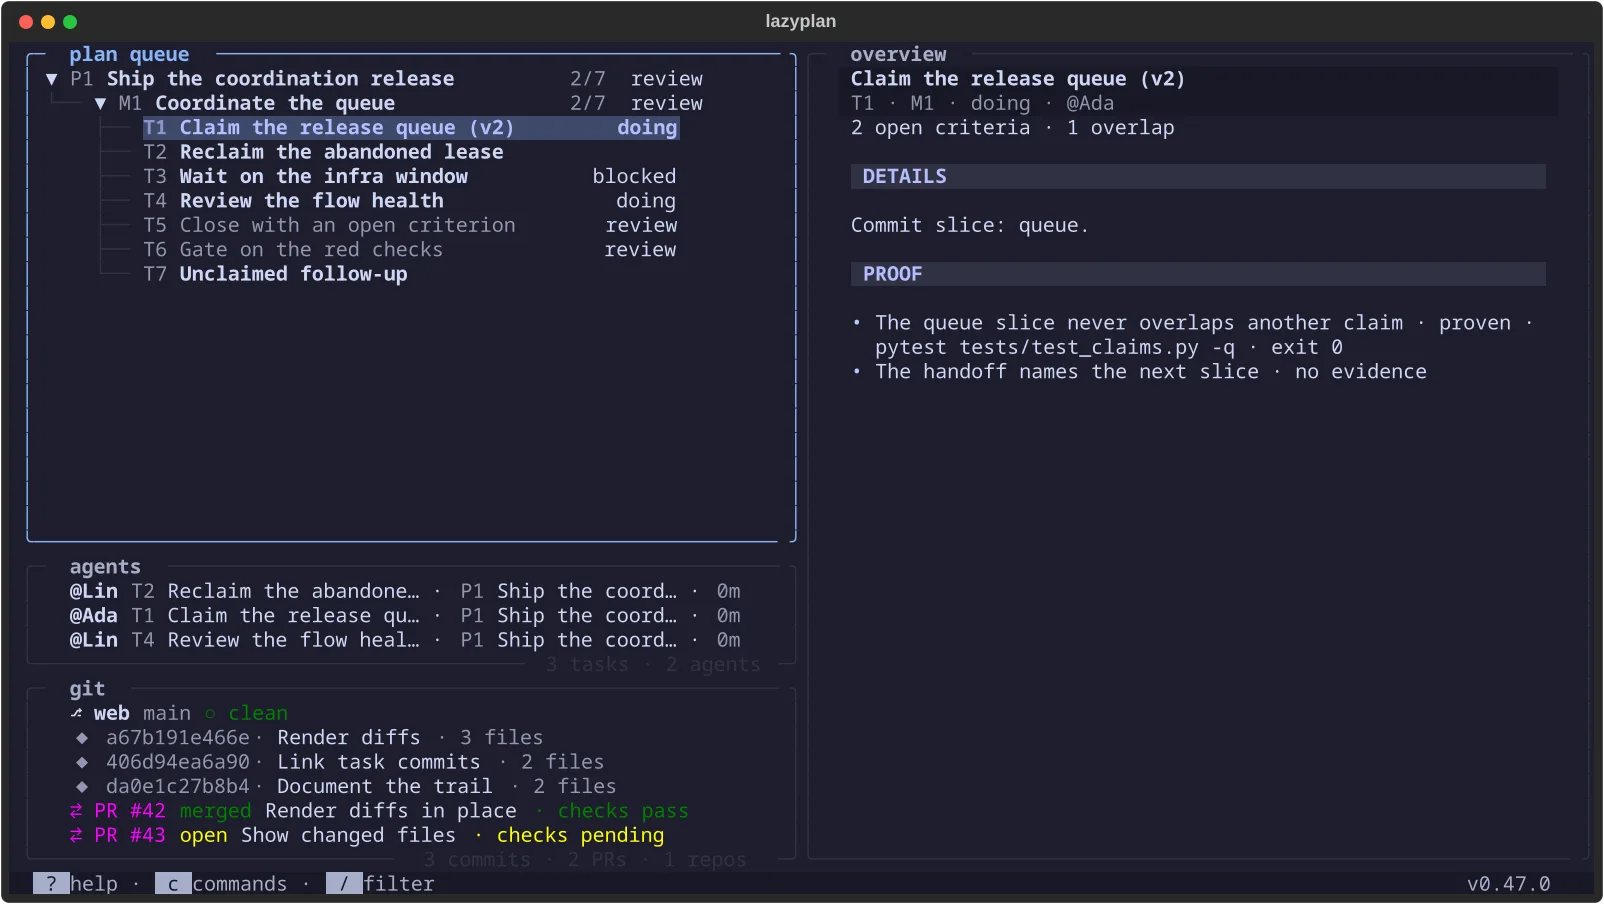 lazyplan
plan queue
▼ P1 Ship the coordination release 2/7 review
▼ M1 Coordinate the queue 2/7 review
T1 Claim the release queue (v2) doing
T2 Reclaim the abandoned lease
T3 Wait on the infra window blocked
T4 Review the flow health doing
T5 Close with an open criterion review
T6 Gate on the red checks review
T7 Unclaimed follow-up
agents
@Lin T2 Reclaim the abandone… · P1 Ship the coord… · 0m
@Ada T1 Claim the release qu… · P1 Ship the coord… · 0m
@Lin T4 Review the flow heal… · P1 Ship the coord… · 0m
3 tasks · 2 agents
git
⎇ web main ○ clean
◆ a67b191e466e · Render diffs · 3 files
◆ 406d94ea6a90 · Link task commits · 2 files
◆ da0e1c27b8b4 · Document the trail · 2 files
⇄ PR #42 merged Render diffs in place · checks pass
⇄ PR #43 open Show changed files · checks pending
3 commits · 2 PRs · 1 repos
overview
Claim the release queue (v2)
T1 · M1 · doing · @Ada
2 open criteria · 1 overlap
DETAILS
Commit slice: queue.
PROOF
• The queue slice never overlaps another claim · proven ·
pytest tests/test_claims.py -q · exit 0
• The handoff names the next slice · no evidence
? help · c commands · / filter
v0.47.0